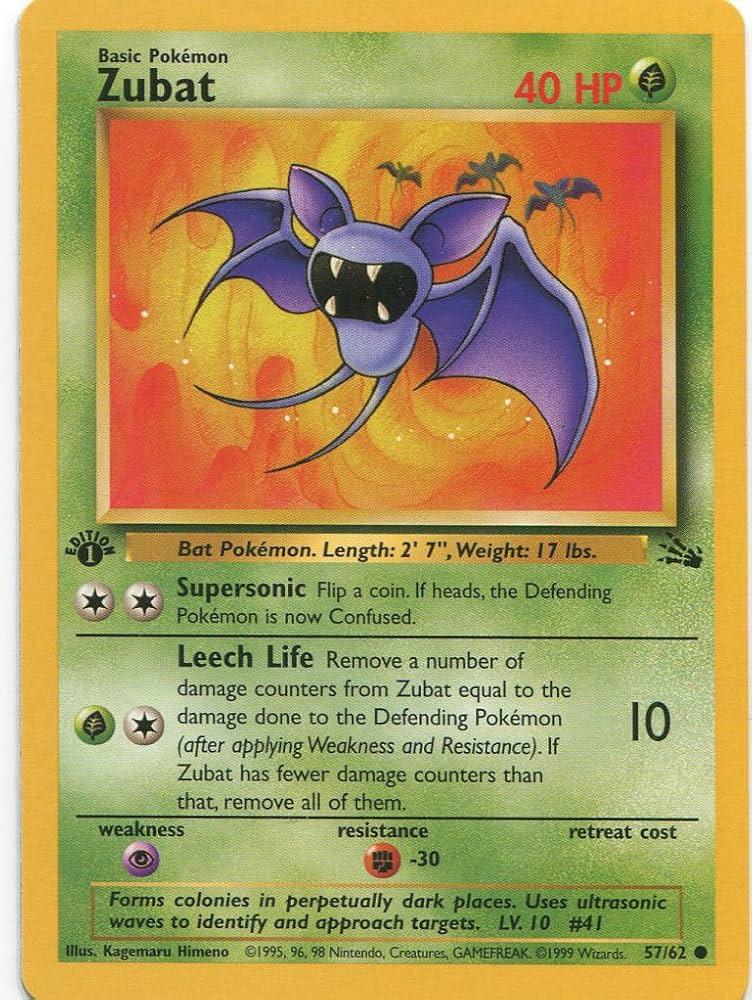 Basic Pokémon
Zubat
40 HP
EDITION
1
Bat Pokémon. Length: 2' 7", Weight: 17 lbs.
Supersonic Flip a coin. If heads, the Defending
Pokémon is now Confused.
Leech Life Remove a number of
damage counters from Zubat equal to the
damage done to the Defending Pokémon
(after applying Weakness and Resistance). If
Zubat has fewer damage counters than
that, remove all of them.
10
weakness resistance retreat cost
-30
Forms colonies in perpetually dark places. Uses ultrasonic
waves to identify and approach targets. LV. 10 #41
Illus. Kagemaru Himeno ©1995, 96, 98 Nintendo, Creatures, GAMEFREAK. ©1999 Wizards. 57/62